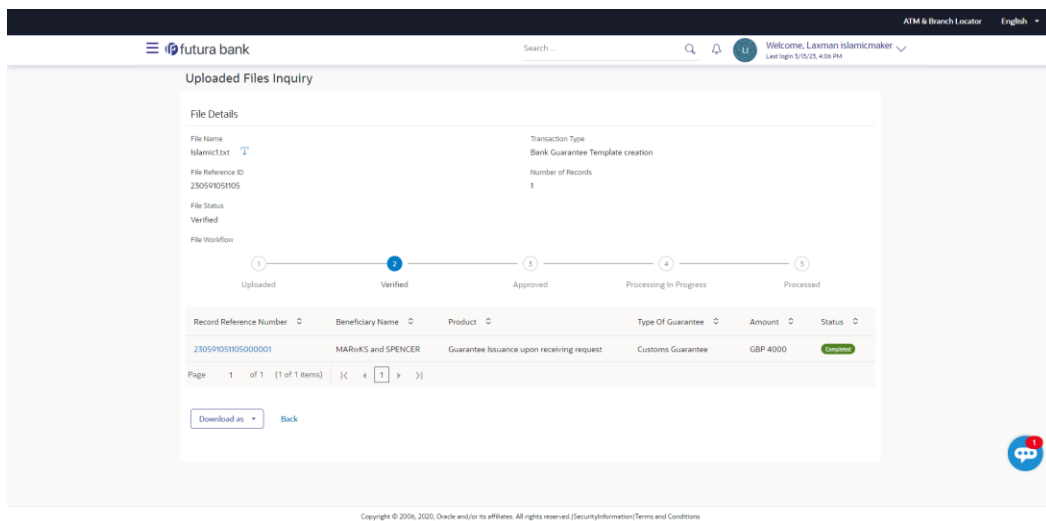 ATM & Branch Locator English
futura bank Search ... LI Welcome, Laxman islamicmaker
Last login 5/15/23, 4:06 PM
Uploaded Files Inquiry
File Details
File Name Transaction Type
Islamic1.txt Bank Guarantee Template creation
File Reference ID Number of Records
230591051105 1
File Status
Verified
File Workflow
1 2 3 4 5
Uploaded Verified Approved Processing In Progress Processed
Record Reference Number Beneficiary Name Product Type Of Guarantee Amount Status
230591051105000001 MARwKS and SPENCER Guarantee Issuance upon receiving request Customs Guarantee GBP 4000 Completed
Page 1 of 1 (1 of 1 items) 1
Download as Back
1
Copyright © 2006, 2020, Oracle and/or its affiliates. All rights reserved.|SecurityInformation|Terms and Conditions